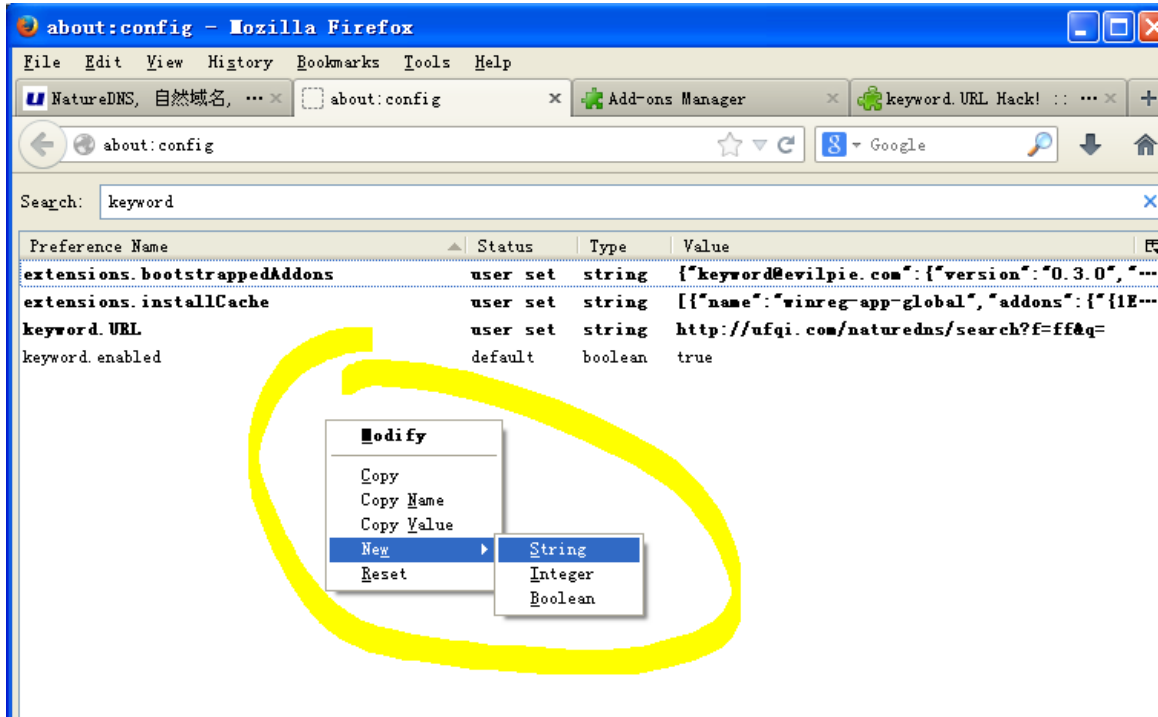 about:config - Mozilla Firefox
File Edit View History Bookmarks Tools Help
NatureDNS, 自然域名, ... about:config Add-ons Manager keyword.URL Hack! :: ...
about:config Google
Search: keyword
Preference Name Status Type Value
extensions.bootstrappedAddons user set string {"keyword@evilpie.com":{"version":"0.3.0","...
extensions.installCache user set string [{"name":"winreg-app-global","addons":{"{1E...
keyword.URL user set string http://ufqi.com/naturedns/search?f=ff&q=
keyword.enabled default boolean true
Modify
Copy
Copy Name
Copy Value
New String
Reset Integer
Boolean